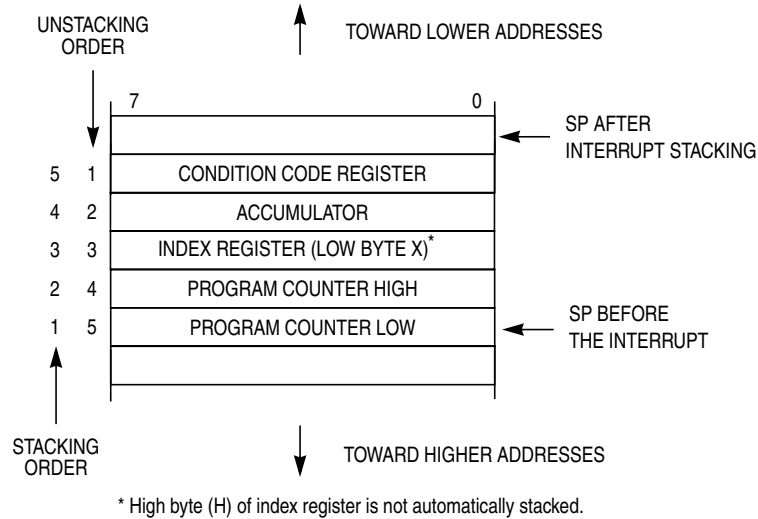 UNSTACKING
ORDER
TOWARD LOWER ADDRESSES
7 0
SP AFTER
INTERRUPT STACKING
5 1 CONDITION CODE REGISTER
4 2 ACCUMULATOR
3 3 INDEX REGISTER (LOW BYTE X)*
2 4 PROGRAM COUNTER HIGH
1 5 PROGRAM COUNTER LOW
SP BEFORE
THE INTERRUPT
STACKING
ORDER
TOWARD HIGHER ADDRESSES
* High byte (H) of index register is not automatically stacked.